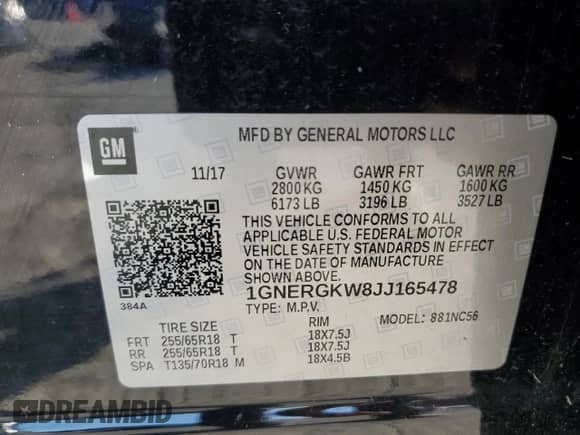 GM
MFD BY GENERAL MOTORS LLC
11/17 GVWR GAWR FRT GAWR RR
2800 KG 1450 KG 1600 KG
6173 LB 3196 LB 3527 LB
THIS VEHICLE CONFORMS TO ALL
APPLICABLE U.S. FEDERAL MOTOR
VEHICLE SAFETY STANDARDS IN EFFECT
ON THE DATE OF MANUFACTURE
SHOWN ABOVE.
384A
1GNERGKW8JJ165478
TYPE: M.P.V. MODEL: 881NC56
TIRE SIZE RIM
FRT 255/65R18 T 18X7.5J
RR 255/65R18 T 18X7.5J
SPA T135/70R18 M 18X4.5B
DREAMBID